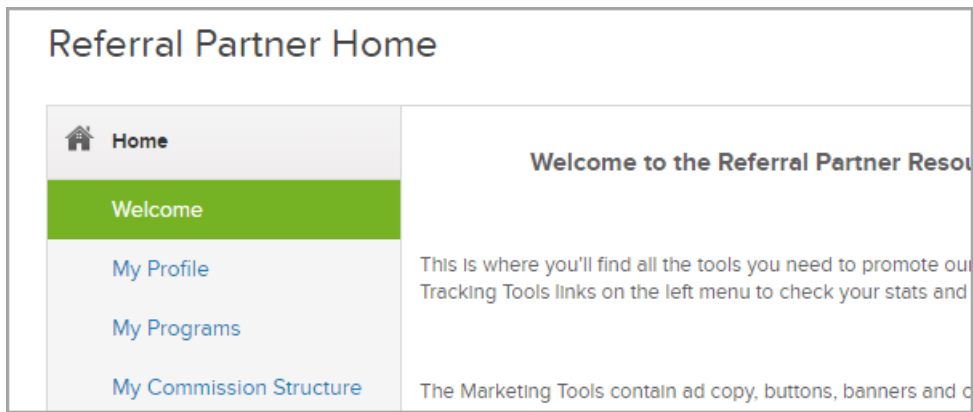 Referral Partner Home
Home
Welcome
My Profile
My Programs
My Commission Structure
Welcome to the Referral Partner
This is where you'll find all the tools you need to promote
Tracking Tools links on the left menu to check your stats and
The Marketing Tools contain ad copy, buttons, banners and